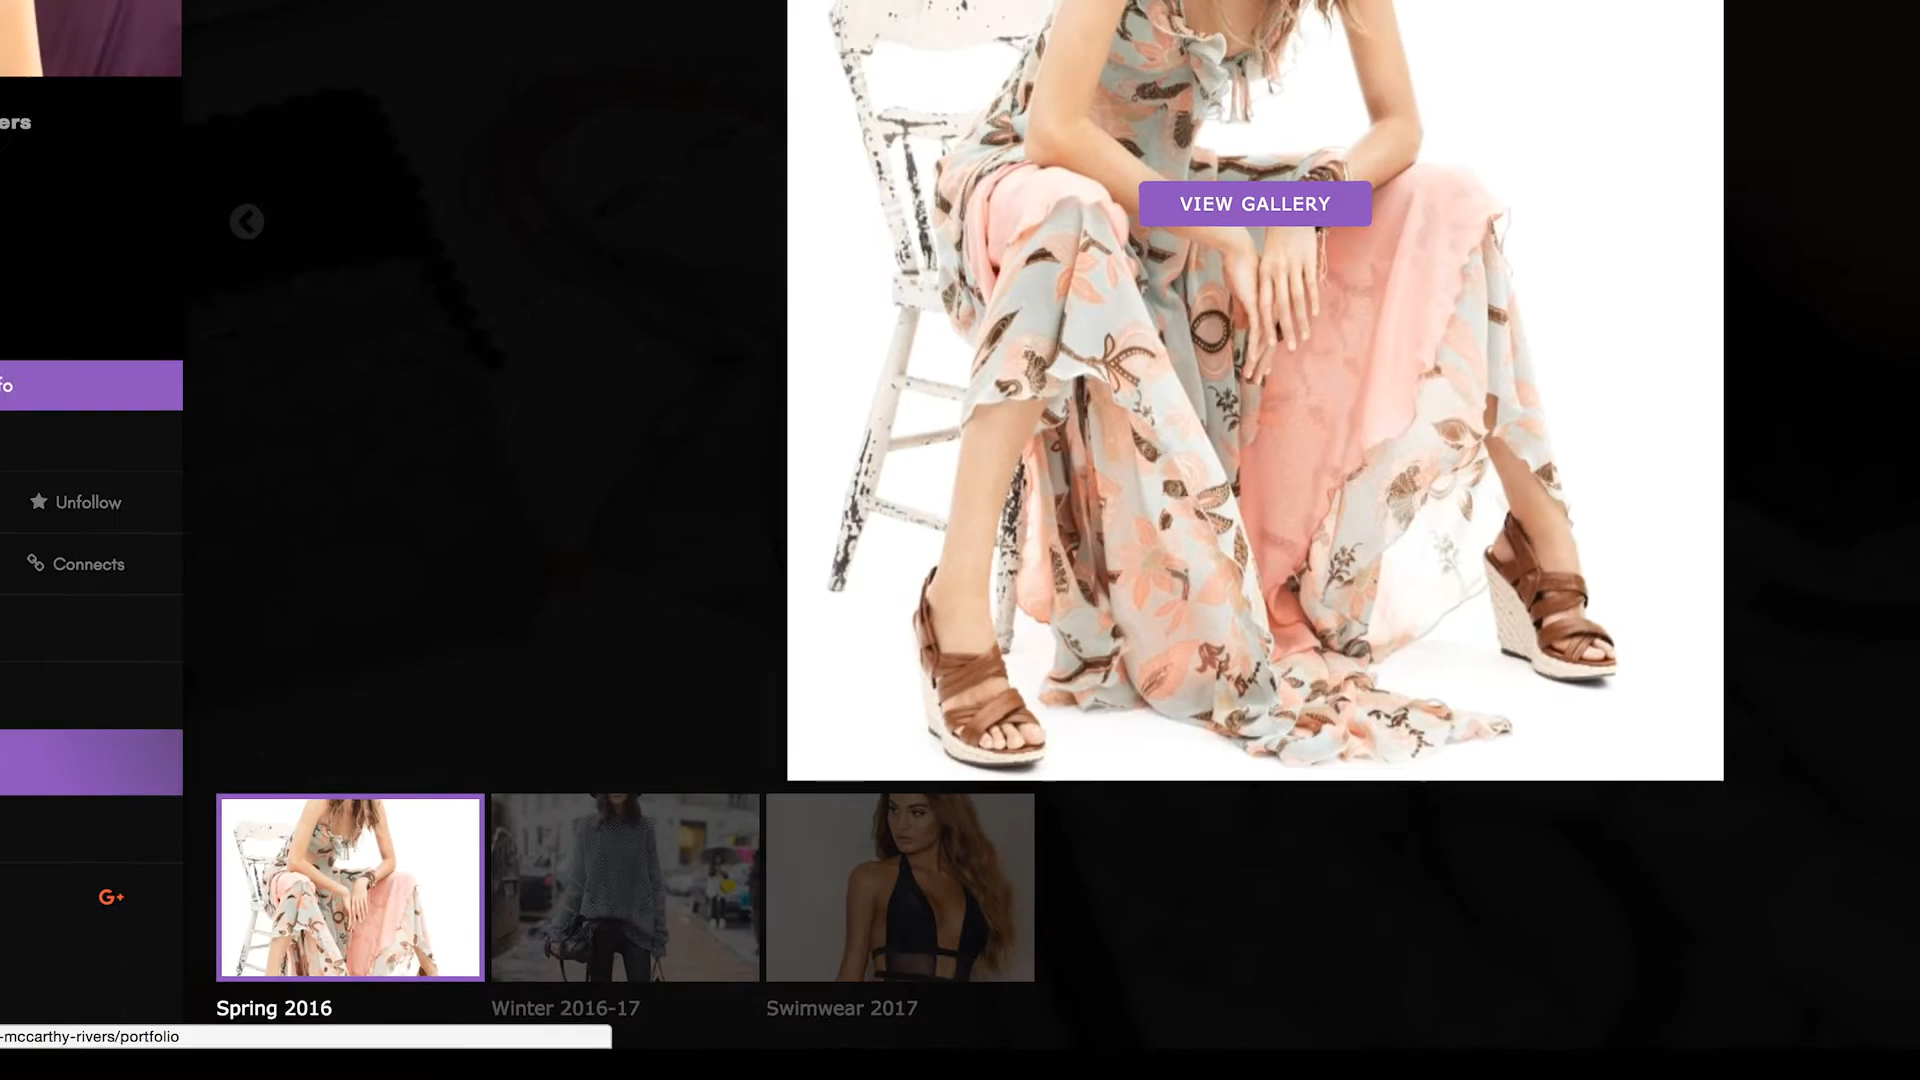 ers
VIEW GALLERY
fo
Unfollow
Connects
G+
Spring 2016
Winter 2016-17
Swimwear 2017
-mccarthy-rivers/portfolio